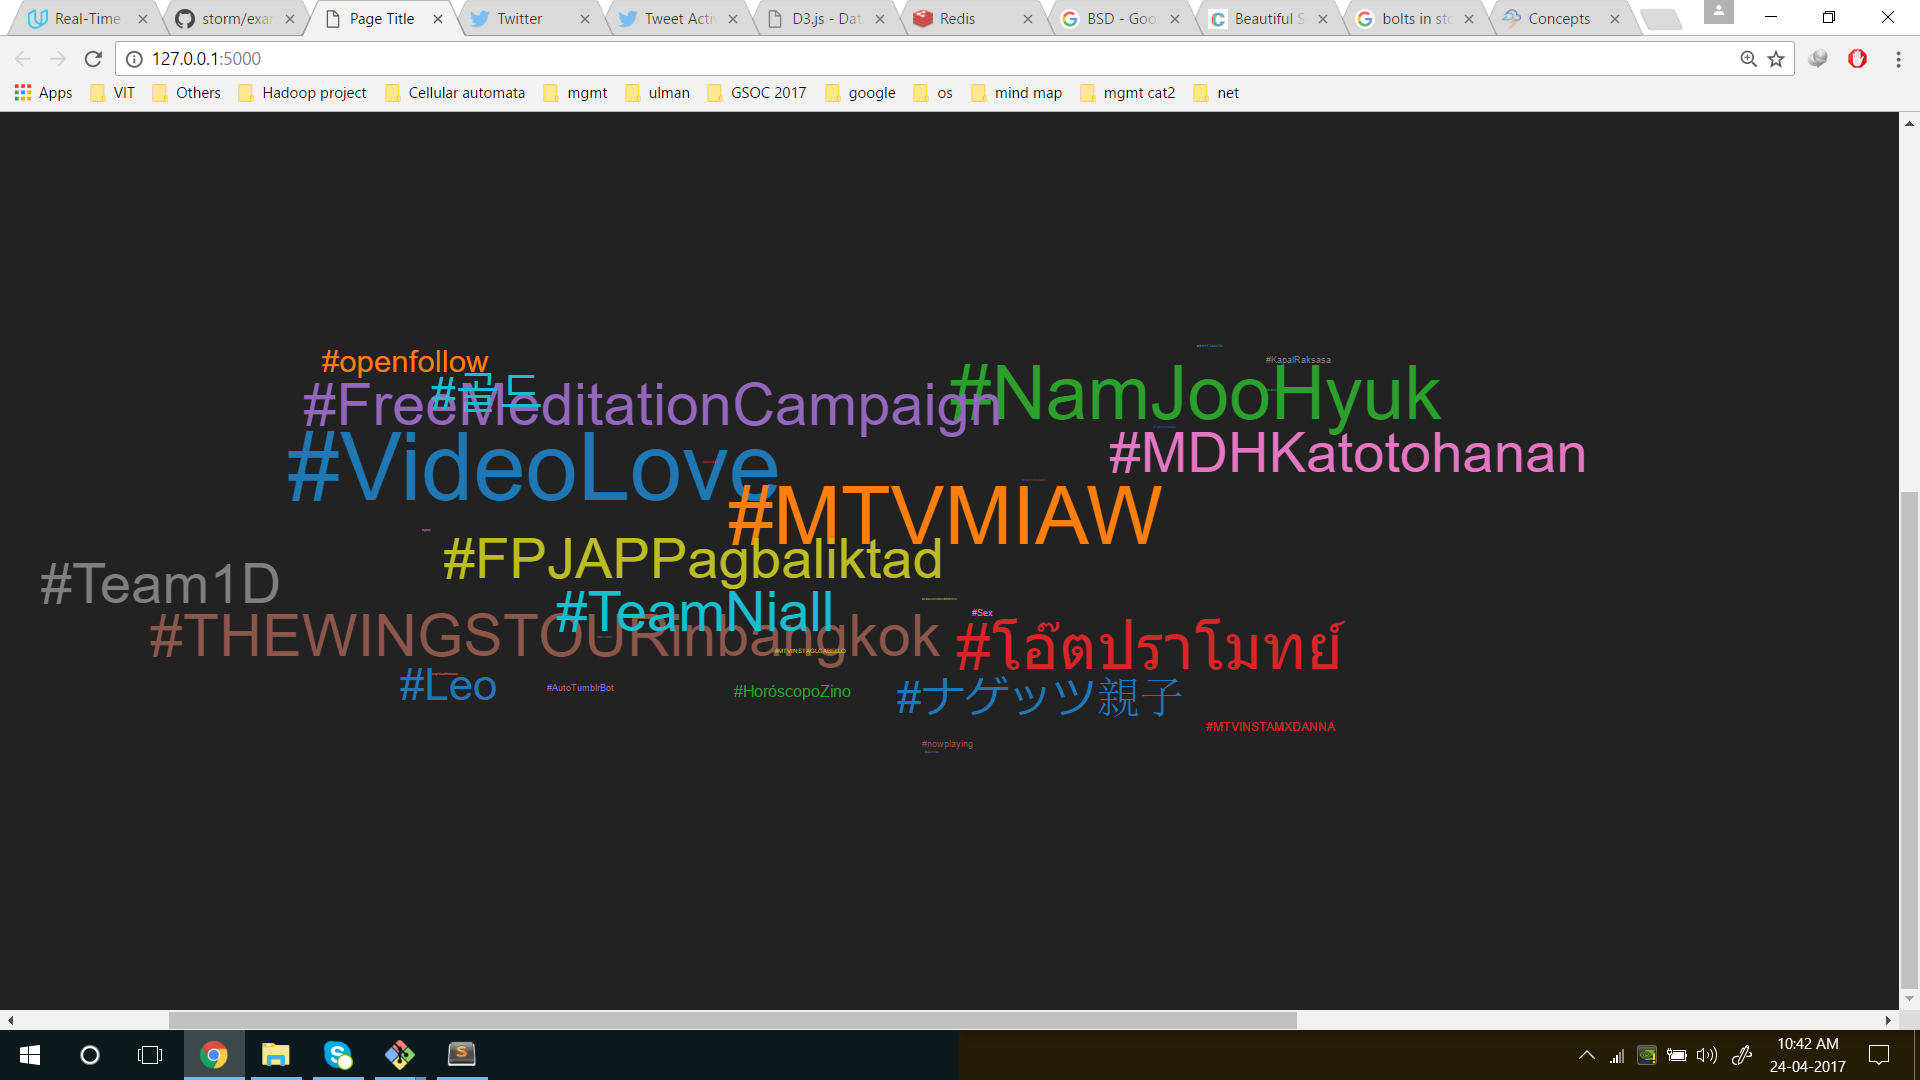 Real-Time
storm/exa
Page Title
Twitter
Tweet Acti
D3.js - Dat
Redis
BSD - Goo
Beautiful S
bolts in sto
Concepts
127.0.0.1:5000
Apps
VIT
Others
Hadoop project
Cellular automata
mgmt
ulman
GSOC 2017
google
os
mind map
mgmt cat2
net
#openfollow
#KapalRaksasa
#골드
#FreeMeditationCampaign
#NamJooHyuk
#VideoLove
#MDHKatotohanan
#MTVMIAW
#FPJAPPagbaliktad
#Team1D
#TeamNiall
#Sex
#THEWINGSTOURinbangkok
#โอ๊ตปราโมทย์
#MTVINSTAGLCABELLO
#Leo
#AutoTumblrBot
#HoróscopoZino
#ナゲッツ親子
#MTVINSTAMXDANNA
#nowplaying
10:42 AM
24-04-2017